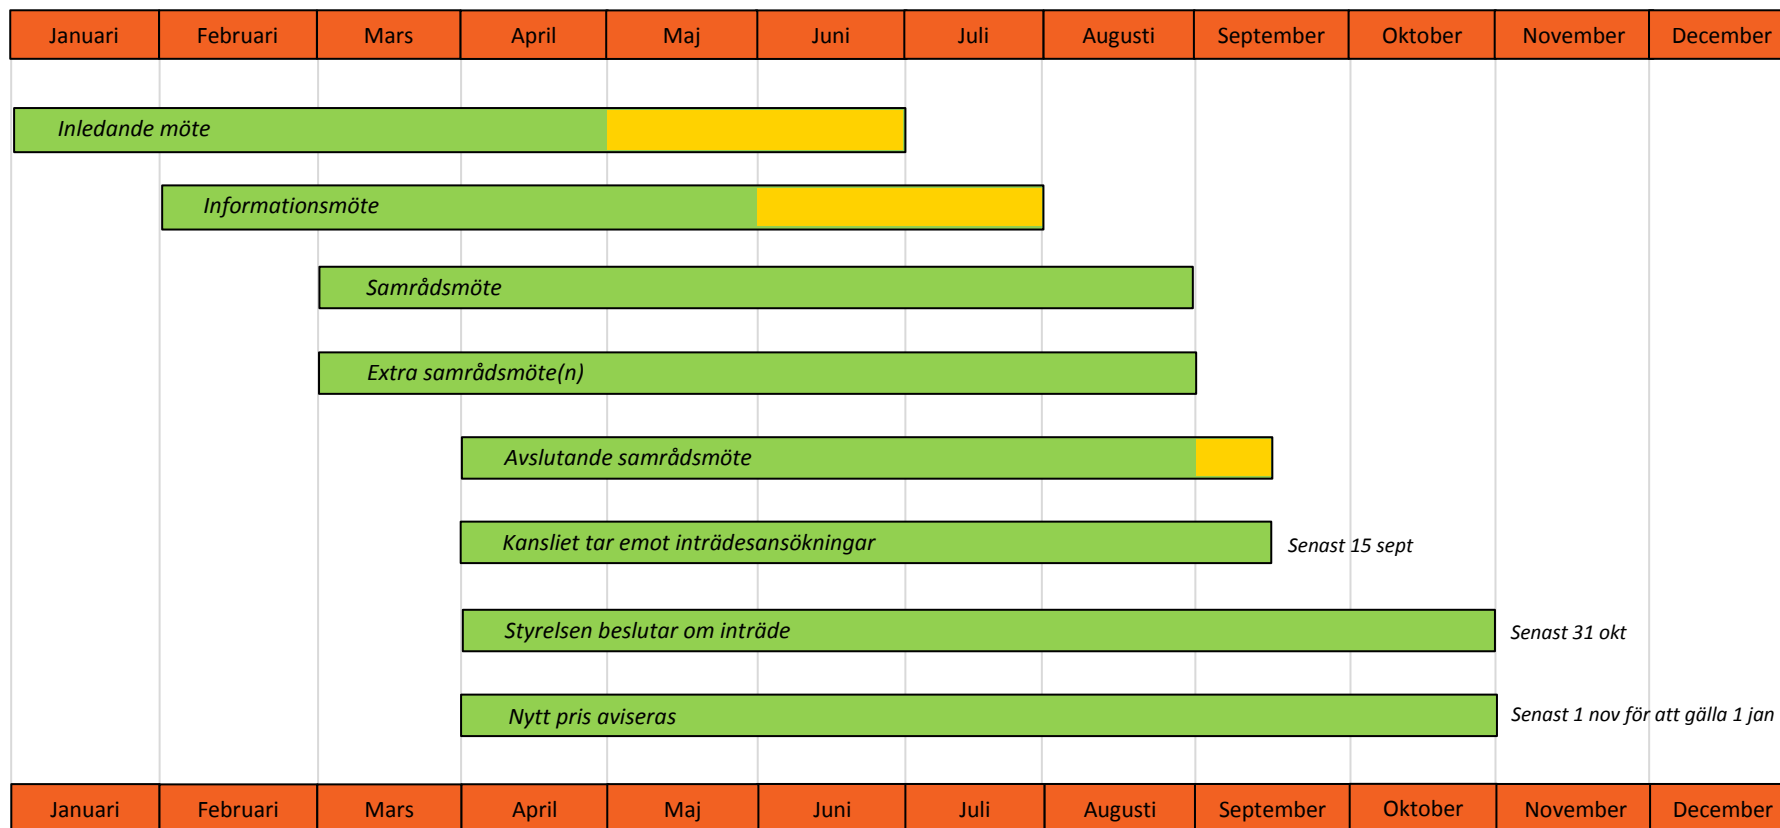 Januari Februari Mars April Maj Juni Juli Augusti September Oktober November December
Inledande möte
Informationsmöte
Samrådsmöte
Extra samrådsmöte(n)
Avslutande samrådsmöte
Kansliet tar emot inträdesansökningar Senast 15 sept
Styrelsen beslutar om inträde Senast 31 okt
Nytt pris aviseras Senast 1 nov för att gälla 1 jan
Januari Februari Mars April Maj Juni Juli Augusti September Oktober November December